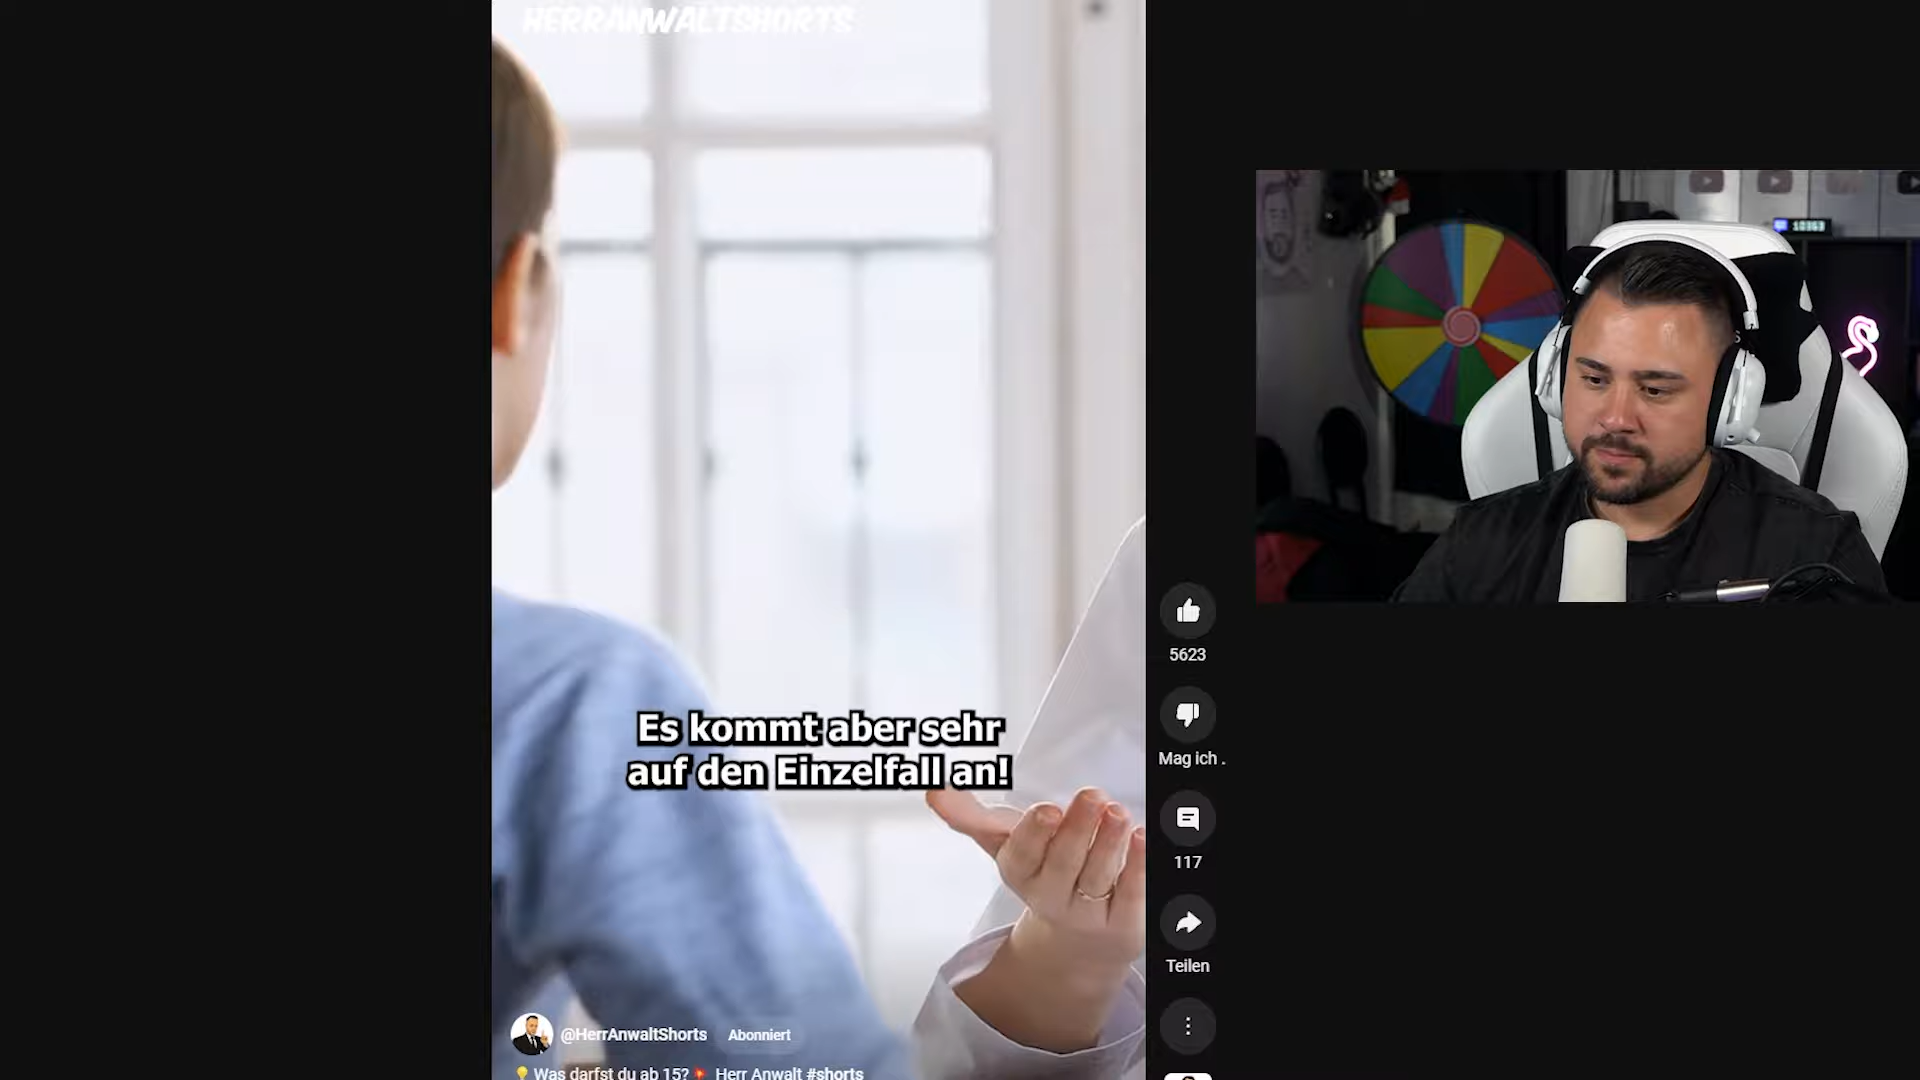 HERRANWALTSHORTS
10363
5623
Mag ich .
117
Teilen
Es kommt aber sehr
auf den Einzelfall an!
@HerrAnwaltShorts Abonniert
Was darfst du ab 15? Herr Anwalt #shorts